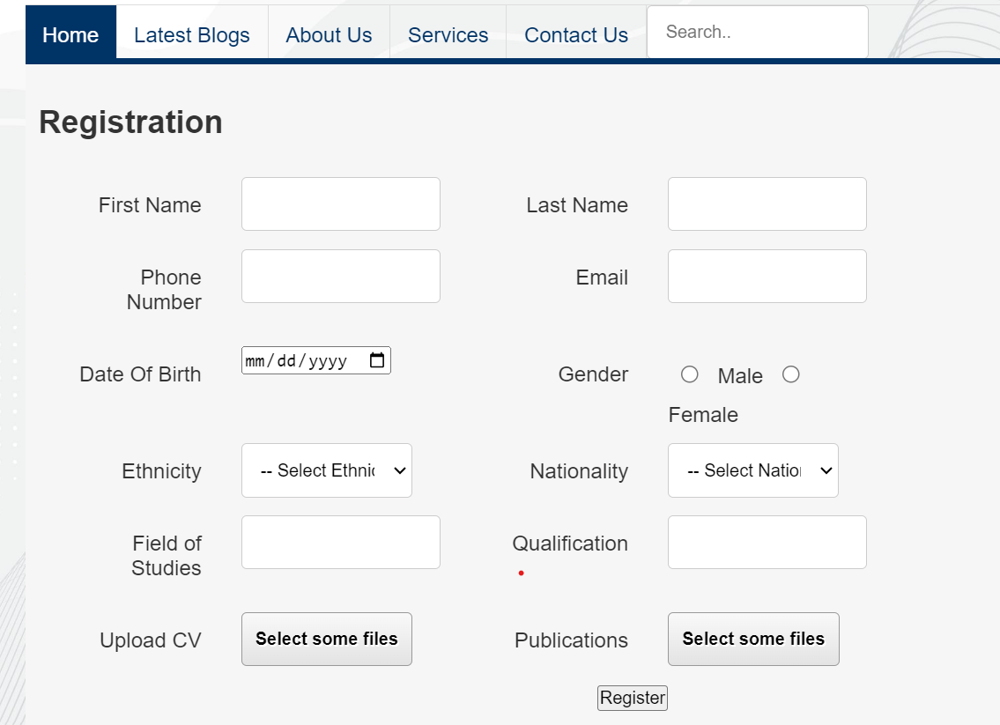 Home Latest Blogs About Us Services Contact Us Search..
Registration
First Name Last Name
Phone Number Email
Date Of Birth mm/dd/yyyy Gender Male
Female
Ethnicity -- Select Ethnic Nationality -- Select Nation
Field of Studies Qualification
Upload CV Select some files Publications Select some files
Register